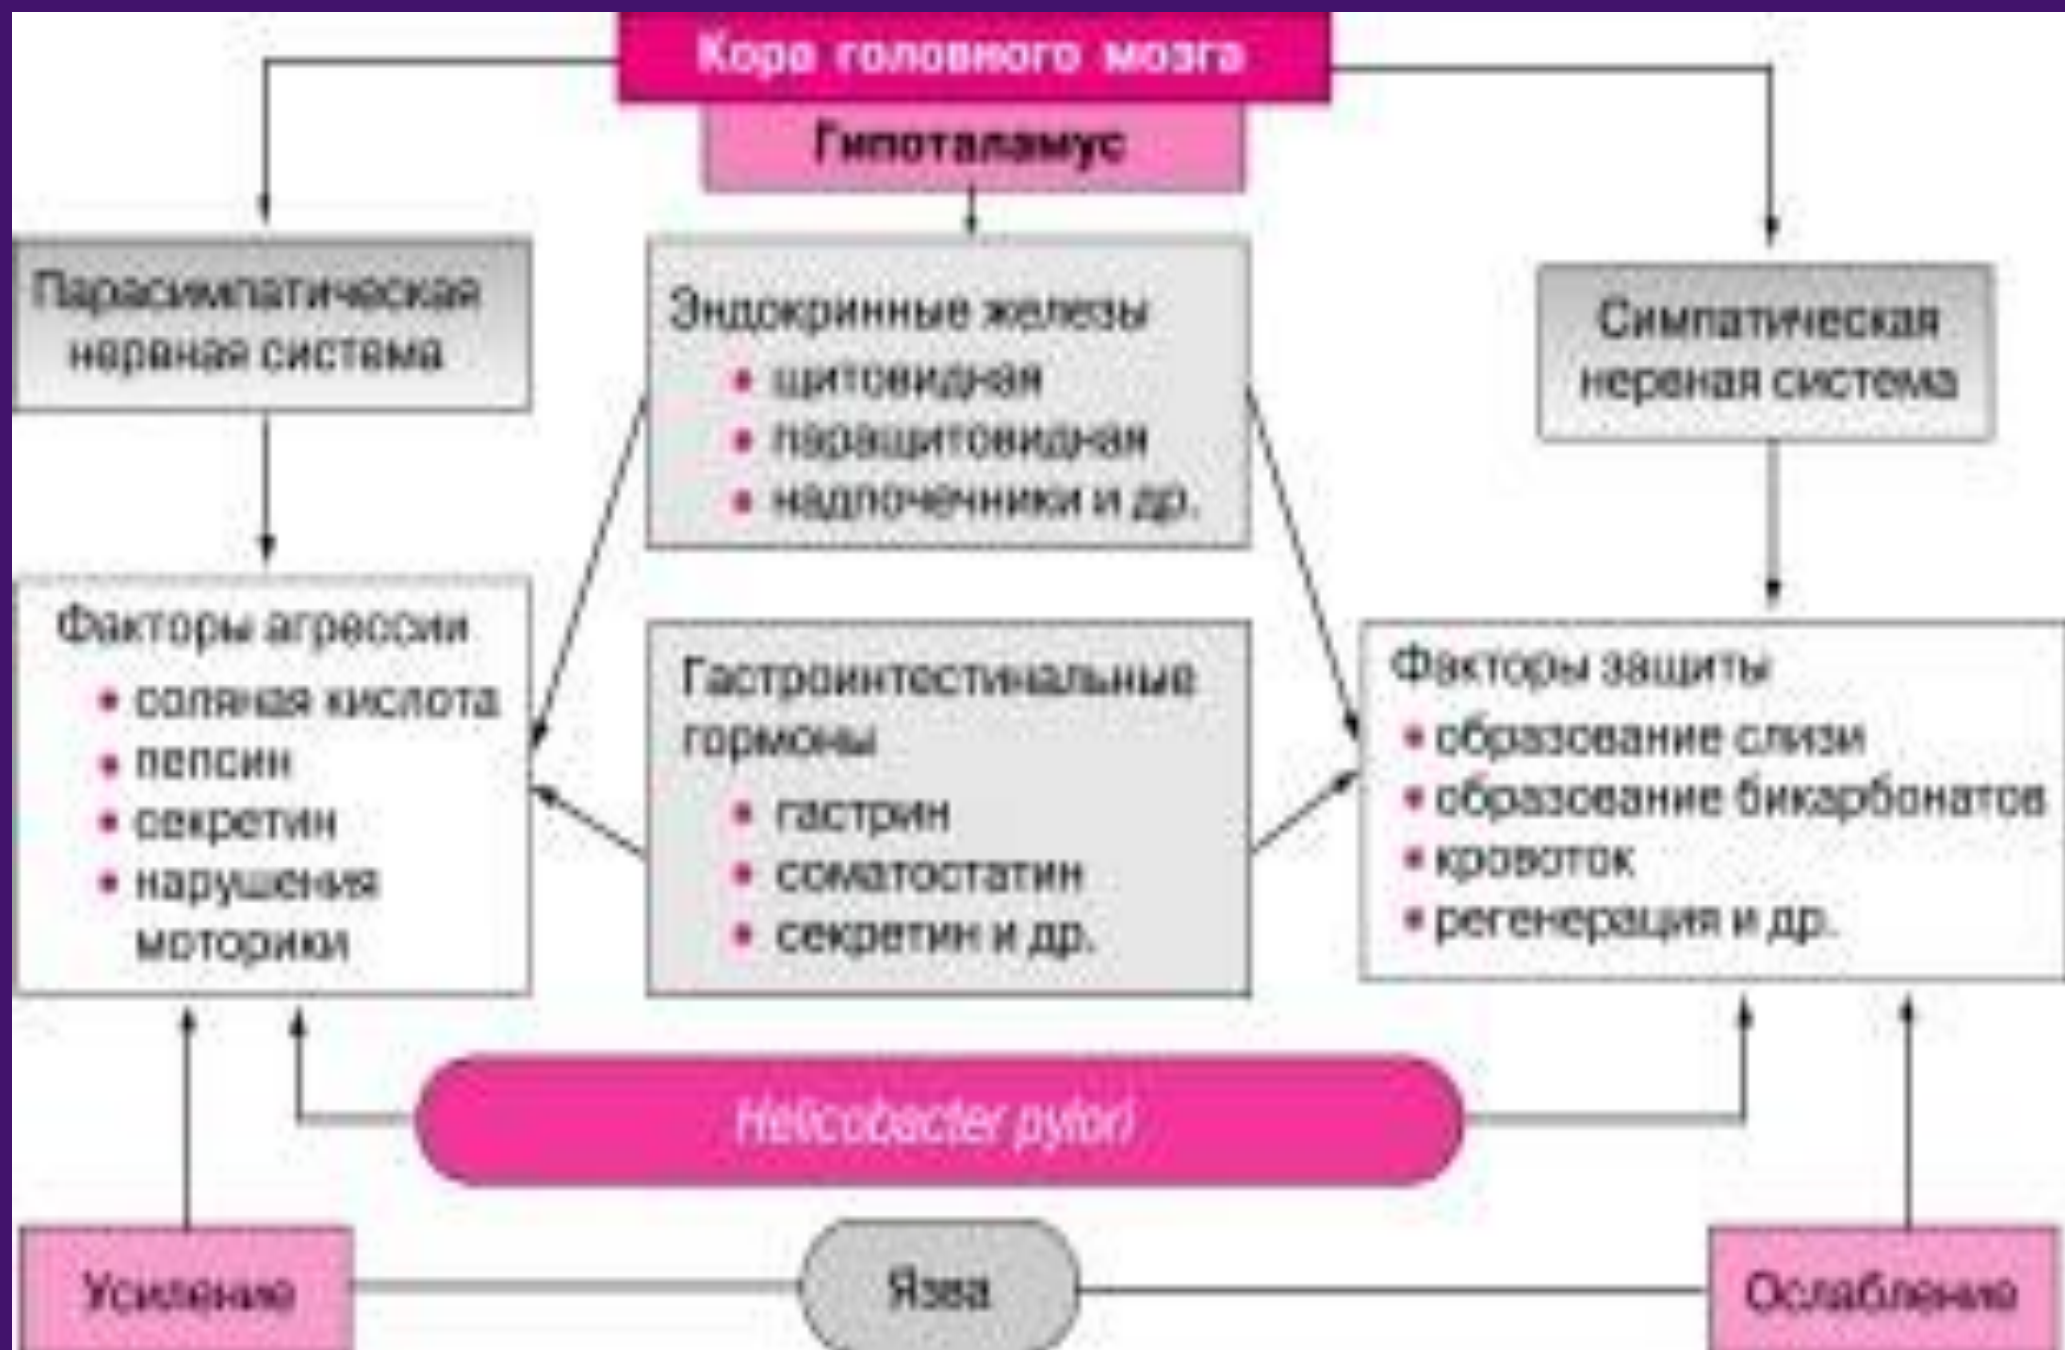 Кора головного мозга
Гипоталамус
Парасимпатическая
нервная система
Эндокринные железы
• щитовидная
• паращитовидная
• надпочечники и др.
Симпатическая
нервная система
Факторы агрессии
• соляная кислота
• пепсин
• секретин
• нарушения
моторики
Гастроинтестинальные
гормоны
• гастрин
• соматостатин
• секретин и др.
Факторы защиты
• образование слизи
• образование бикарбонатов
• кровоток
• регенерация и др.
Helicobacter pylori
Усиление
Язва
Ослабление